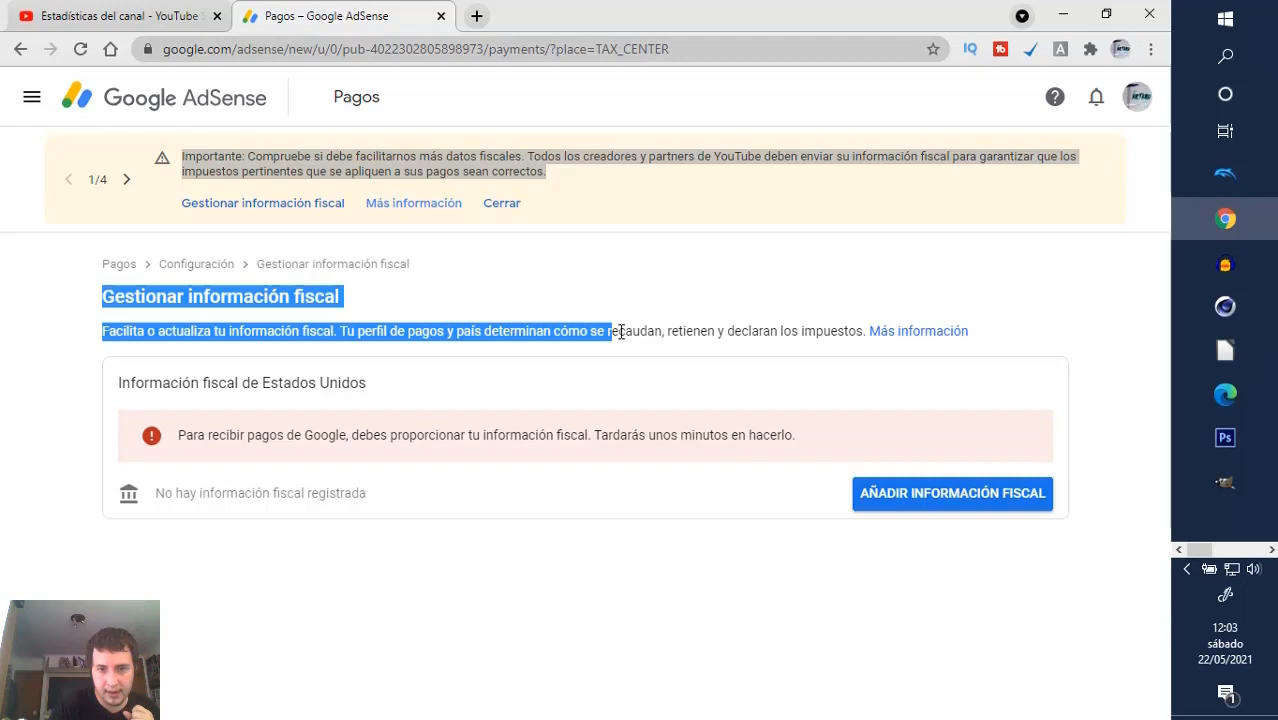 Estadísticas del canal - YouTube
Pagos – Google AdSense
google.com/adsense/new/u/0/pub-4022302805898973/payments/?place=TAX_CENTER
IQ
A
Google AdSense
Pagos
1/4
Importante: Compruebe si debe facilitarnos más datos fiscales. Todos los creadores y partners de YouTube deben enviar su información fiscal para garantizar que los
impuestos pertinentes que se apliquen a sus pagos sean correctos.
Gestionar información fiscal Más información Cerrar
Pagos > Configuración > Gestionar información fiscal
Gestionar información fiscal
Facilita o actualiza tu información fiscal. Tu perfil de pagos y país determinan cómo se recaudan, retienen y declaran los impuestos. Más información
Información fiscal de Estados Unidos
Para recibir pagos de Google, debes proporcionar tu información fiscal. Tardarás unos minutos en hacerlo.
No hay información fiscal registrada
AÑADIR INFORMACIÓN FISCAL
Ps
12:03
sábado
22/05/2021
1